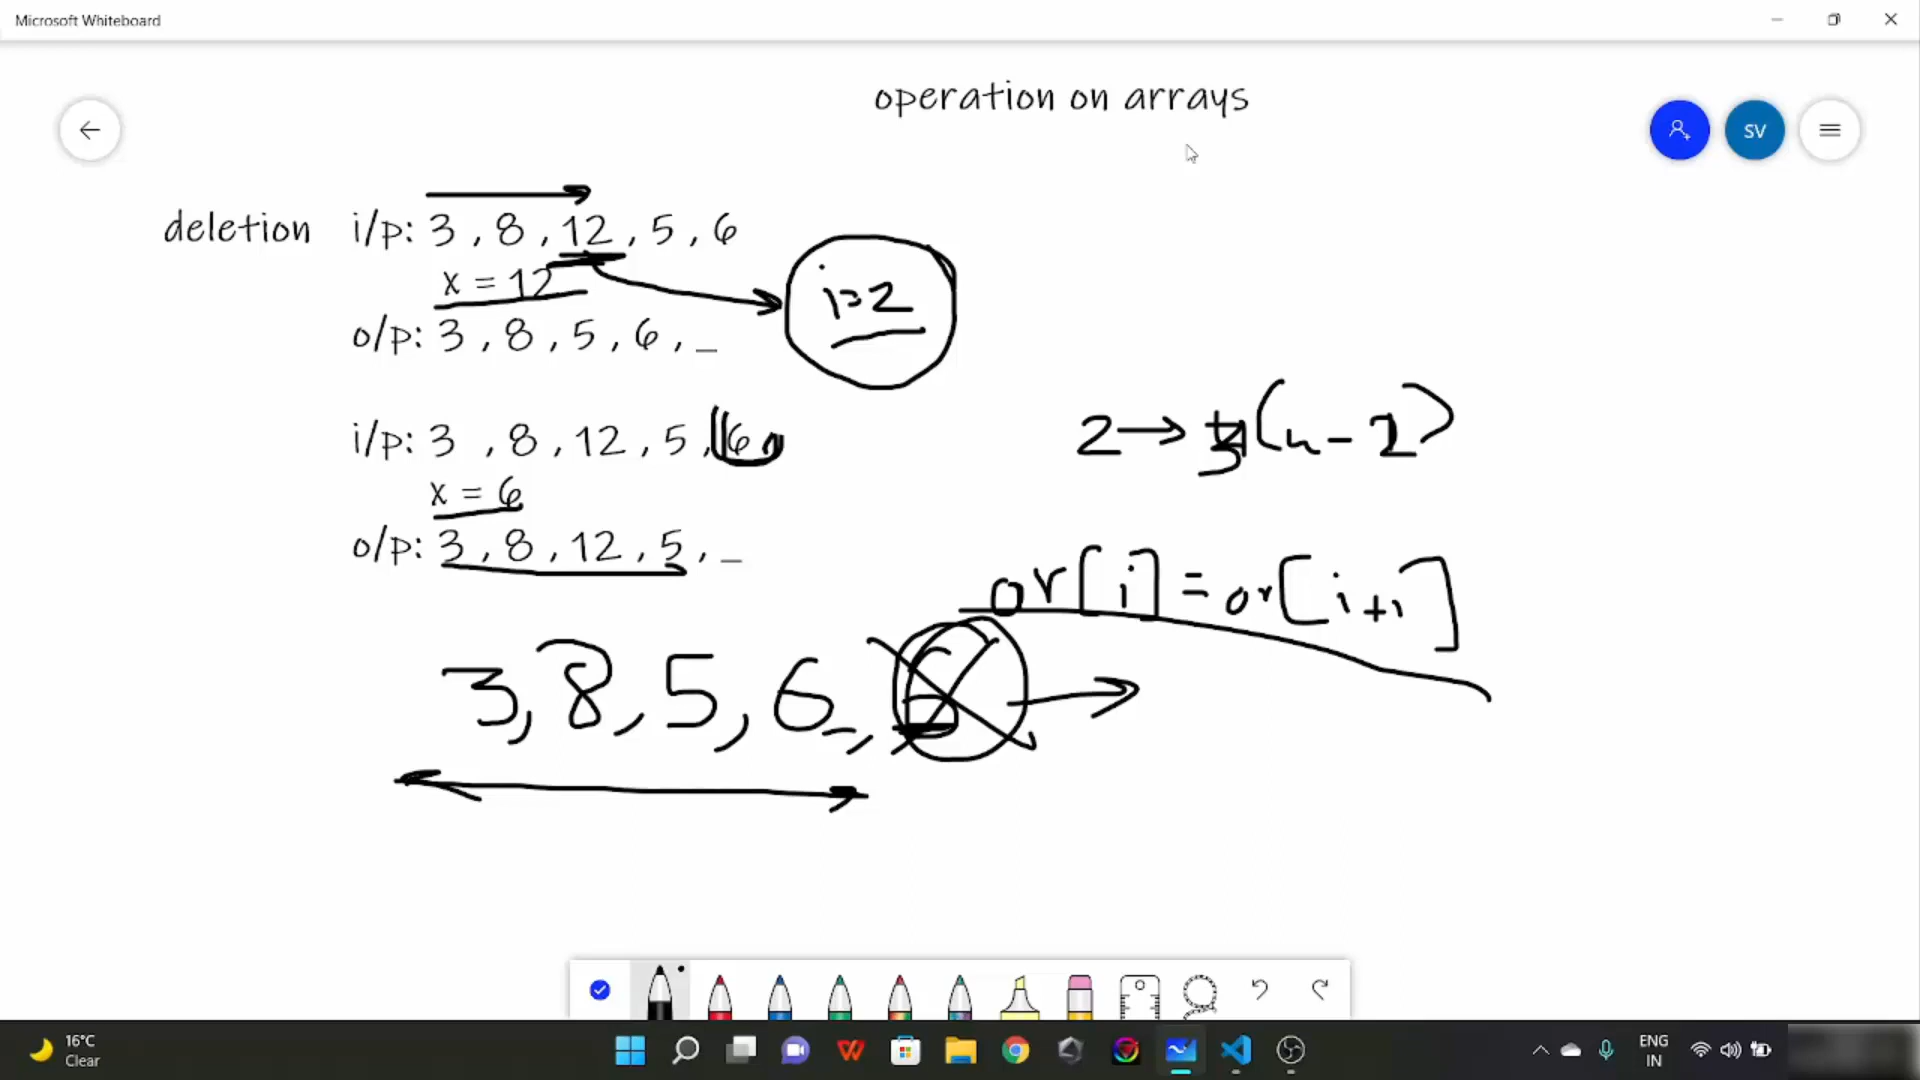 Microsoft Whiteboard
operation on arrays
SV
deletion i/p: 3 , 8 , 12 , 5 , 6
x = 12
i=2
o/p: 3 , 8 , 5 , 6 , _
i/p: 3 , 8 , 12 , 5 , 6
2 → 3 (n - 2)
x = 6
o/p: 3 , 8 , 12 , 5 , _
ar[i] = ar[i+1]
3, 8, 5, 6, 6
16°C
Clear
ENG
IN